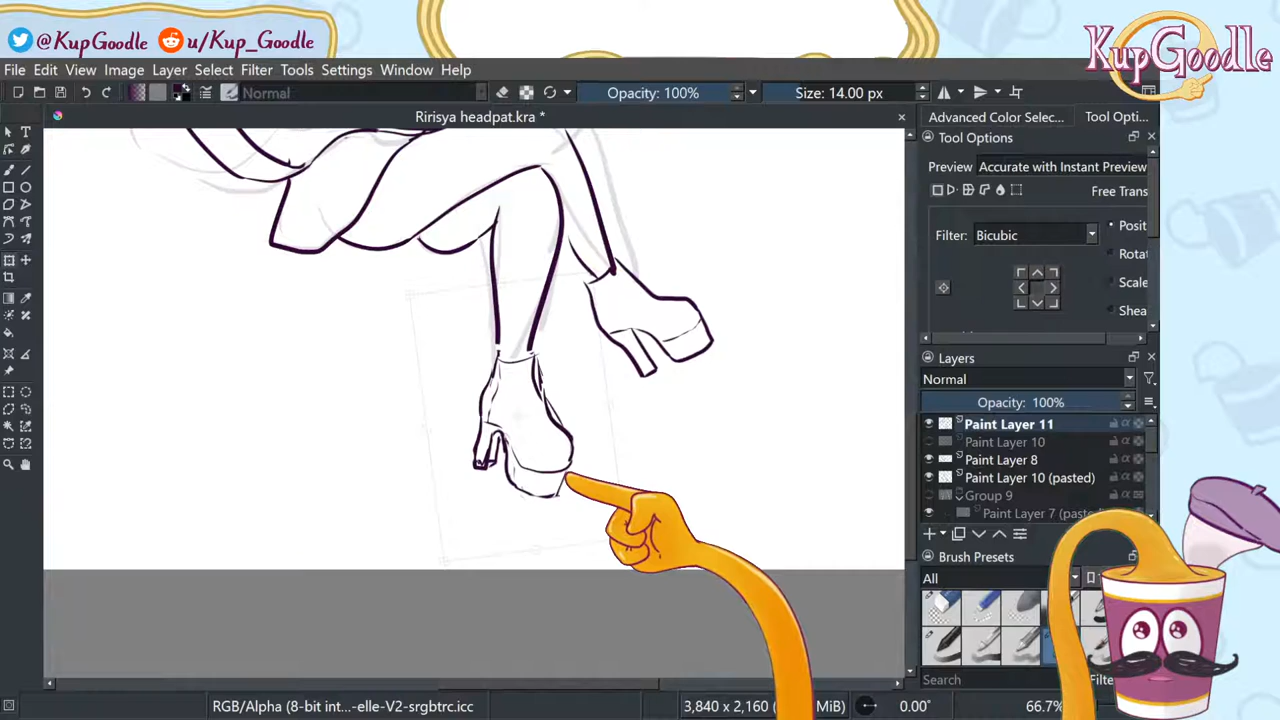 @KupGoodle u/Kup_Goodle
KupGoodle
File Edit View Image Layer Select Filter Tools Settings Window Help
Normal Opacity: 100% Size: 14.00 px
Ririsya headpat.kra *
Advanced Color Selec... Tool Opti...
Tool Options
Preview Accurate with Instant Preview
Free Trans
Filter: Bicubic
Posit
Rotat
Scale
Shea
Layers
Normal
Opacity: 100%
Paint Layer 11
Paint Layer 10
Paint Layer 8
Paint Layer 10 (pasted)
Group 9
Paint Layer 7 (paste
Brush Presets
All
Search
Filter
RGB/Alpha (8-bit int...-elle-V2-srgbtrc.icc
3,840 x 2,160 ( MiB)
0.00°
66.7%